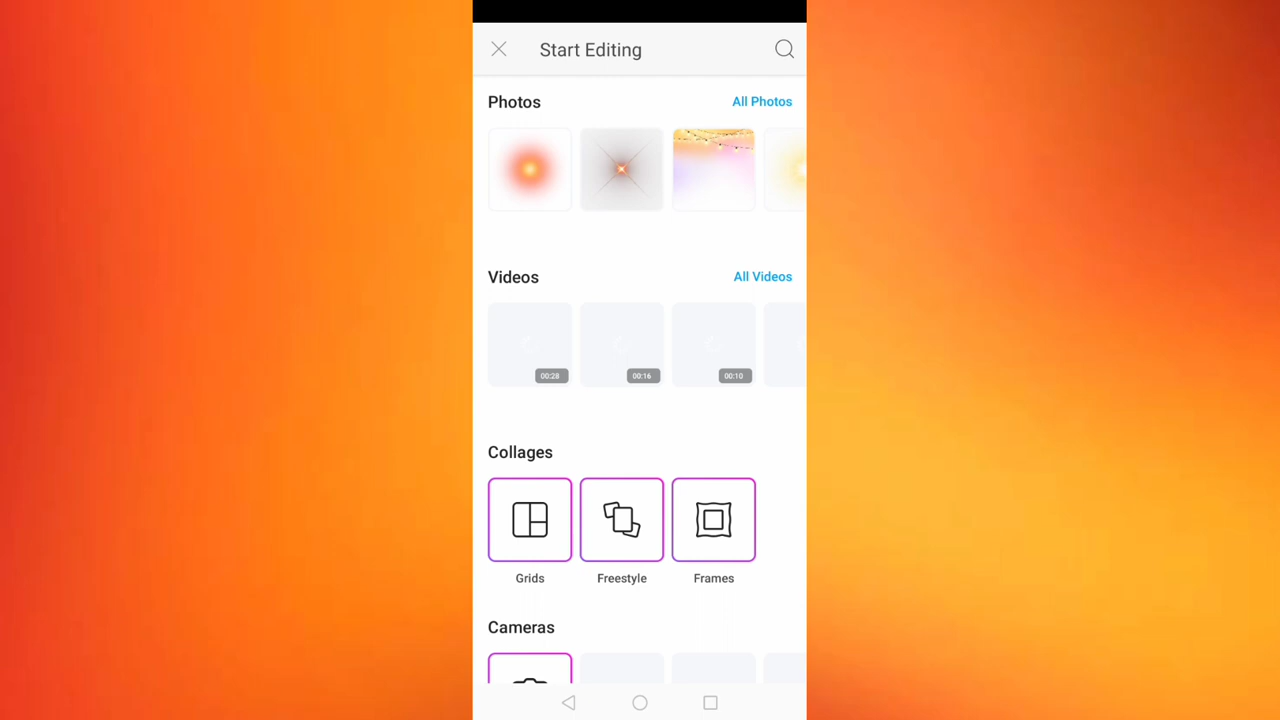 Start Editing
Photos
All Photos
Videos
All Videos
00:28
00:16
00:10
Collages
Grids
Freestyle
Frames
Cameras